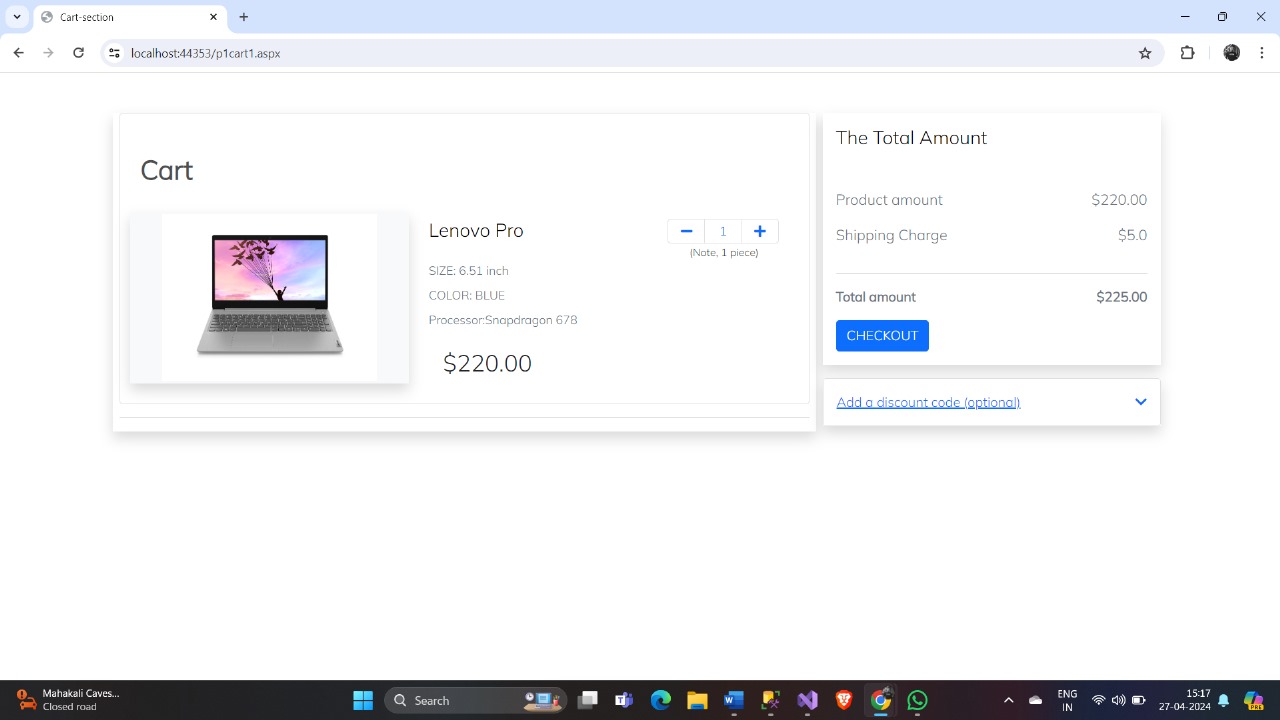 Cart-section
localhost:44353/p1cart1.aspx
Cart
Lenovo Pro
1
(Note, 1 piece)
SIZE: 6.51 inch
COLOR: BLUE
Processor:Snapdragon 678
$220.00
The Total Amount
Product amount $220.00
Shipping Charge $5.0
Total amount $225.00
CHECKOUT
Add a discount code (optional)
Mahakali Caves...
Closed road
Search
ENG
IN
15:17
27-04-2024